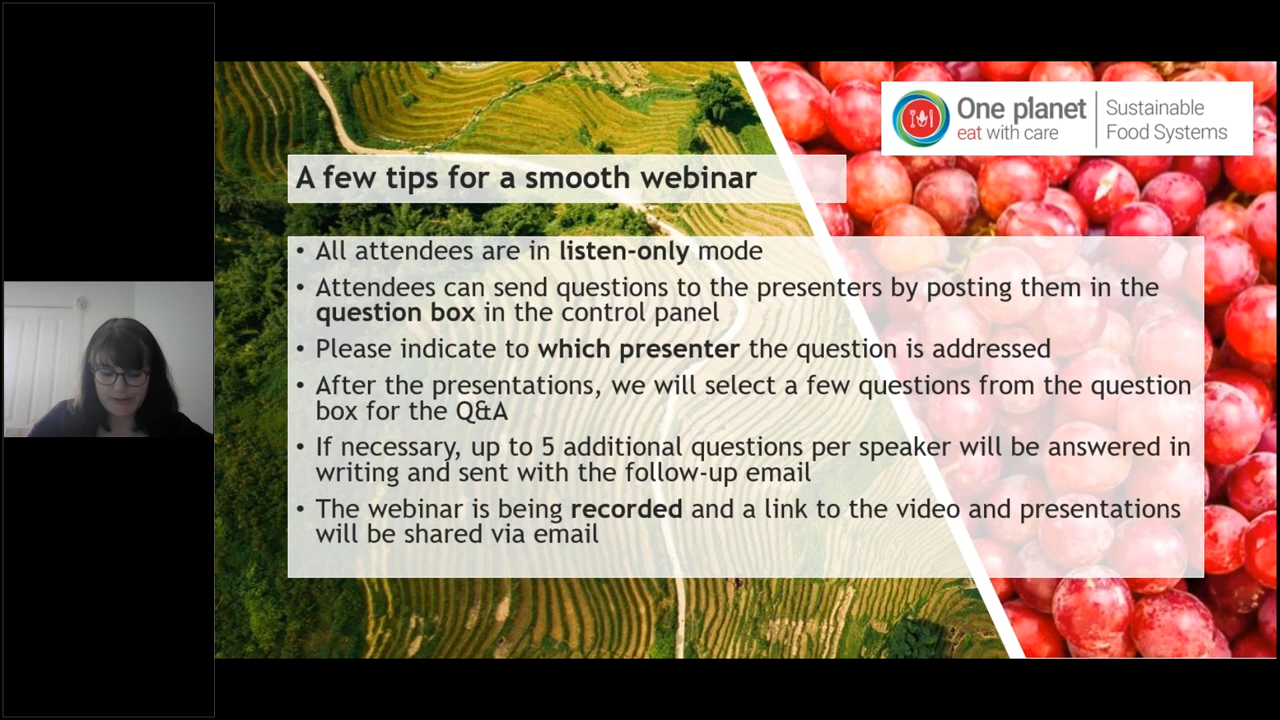 One planet
eat with care
Sustainable
Food Systems
A few tips for a smooth webinar
• All attendees are in listen-only mode
• Attendees can send questions to the presenters by posting them in the
question box in the control panel
• Please indicate to which presenter the question is addressed
• After the presentations, we will select a few questions from the question
box for the Q&A
• If necessary, up to 5 additional questions per speaker will be answered in
writing and sent with the follow-up email
• The webinar is being recorded and a link to the video and presentations
will be shared via email